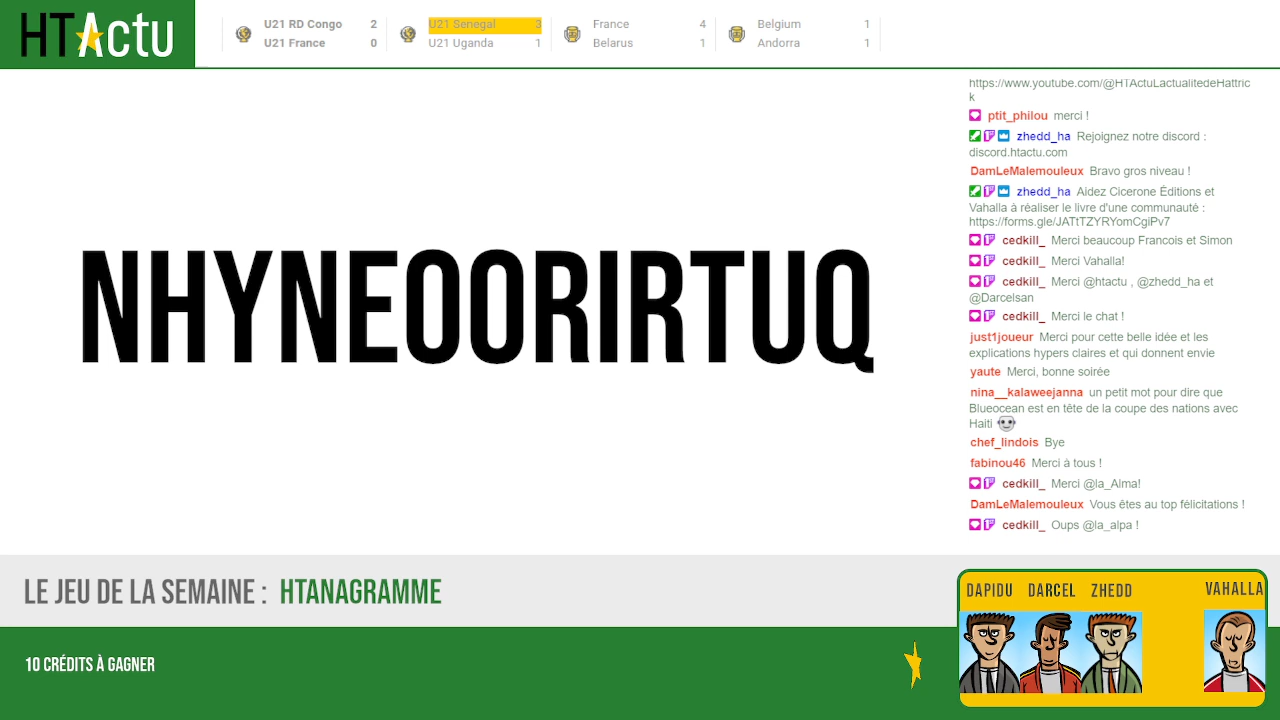 HTActu
U21 RD Congo 2
U21 France 0
U21 Senegal 3
U21 Uganda 1
France 4
Belarus 1
Belgium 1
Andorra 1
https://www.youtube.com/@HTActuLactualitedeHattric
k
ptit_philou merci !
zhedd_ha Rejoignez notre discord :
discord.htactu.com
DamLeMalemouleux Bravo gros niveau !
zhedd_ha Aidez Cicerone Éditions et
Vahalla à réaliser le livre d'une communauté :
https://forms.gle/JATtTZYRYomCgiPv7
cedkill_ Merci beaucoup Francois et Simon
cedkill_ Merci Vahalla!
cedkill_ Merci @htactu , @zhedd_ha et
@Darcelsan
cedkill_ Merci le chat !
just1joueur Merci pour cette belle idée et les
explications hypers claires et qui donnent envie
yaute Merci, bonne soirée
nina__kalaweejanna un petit mot pour dire que
Blueocean est en tête de la coupe des nations avec
Haiti
chef_lindois Bye
fabinou46 Merci à tous !
cedkill_ Merci @la_Alma!
DamLeMalemouleux Vous êtes au top félicitations !
cedkill_ Oups @la_alpa !
NHYNEOORIRTUQ
LE JEU DE LA SEMAINE : HTANAGRAMME
10 CRÉDITS À GAGNER
DAPIDU DARCEL ZHEDD VAHALLA